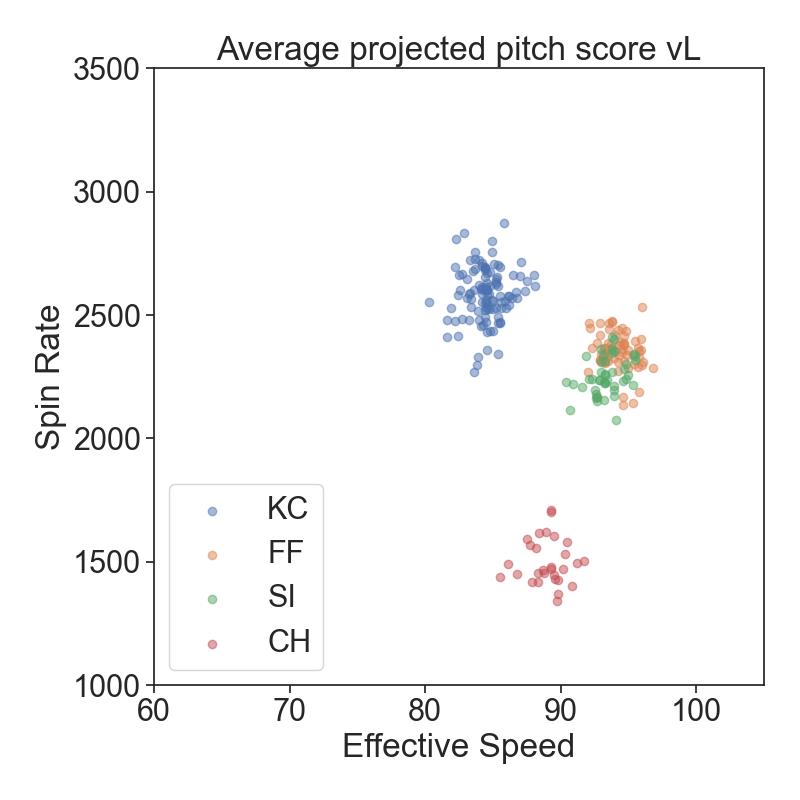 Average projected pitch score vL
3500
3000
2500
2000
1500
1000
Spin Rate
KC
FF
SI
CH
60 70 80 90 100
Effective Speed